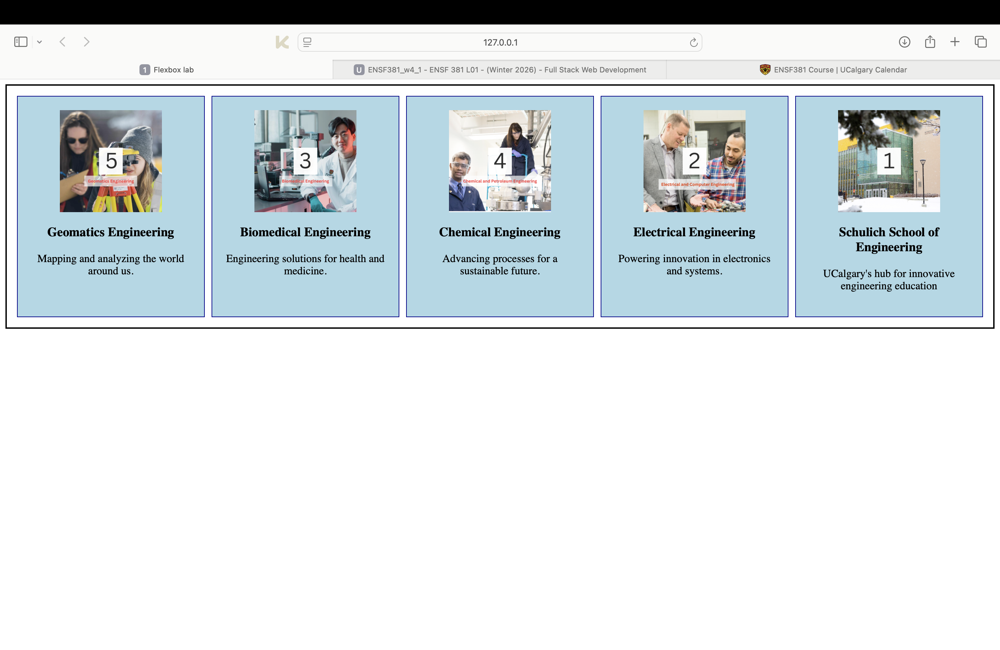 127.0.0.1
1 Flexbox lab
U ENSF381_w4_1 - ENSF 381 L01 - (Winter 2026) - Full Stack Web Development
ENSF381 Course | UCalgary Calendar
5
Geomatics Engineering
Geomatics Engineering
Mapping and analyzing the world
around us.
3
Biomedical Engineering
Biomedical Engineering
Engineering solutions for health and
medicine.
4
Chemical and Petroleum Engineering
Chemical Engineering
Advancing processes for a
sustainable future.
2
Electrical and Computer Engineering
Electrical Engineering
Powering innovation in electronics
and systems.
1
Schulich School of
Engineering
UCalgary's hub for innovative
engineering education